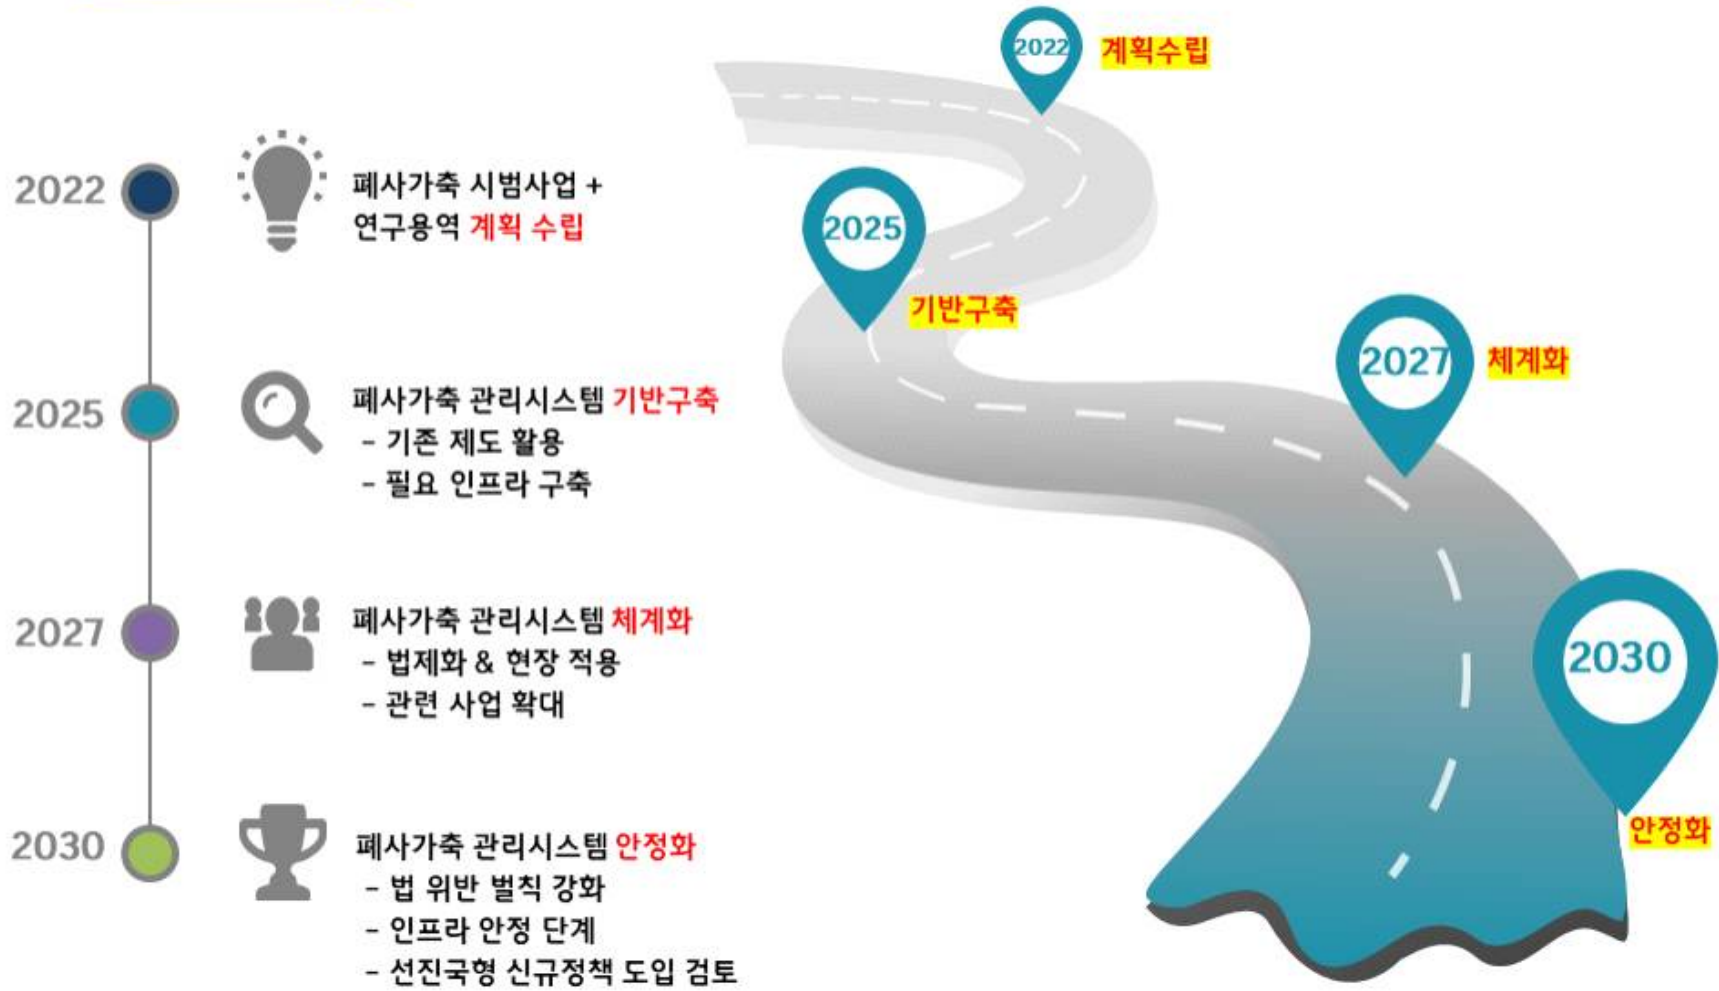 2022
폐사가축 시범사업 +
연구용역 계획 수립
2025
폐사가축 관리시스템 기반구축
- 기존 제도 활용
- 필요 인프라 구축
2027
폐사가축 관리시스템 체계화
- 법제화 & 현장 적용
- 관련 사업 확대
2030
폐사가축 관리시스템 안정화
- 법 위반 벌칙 강화
- 인프라 안정 단계
- 선진국형 신규정책 도입 검토
2022 계획수립
2025
기반구축
2027 체계화
2030
안정화